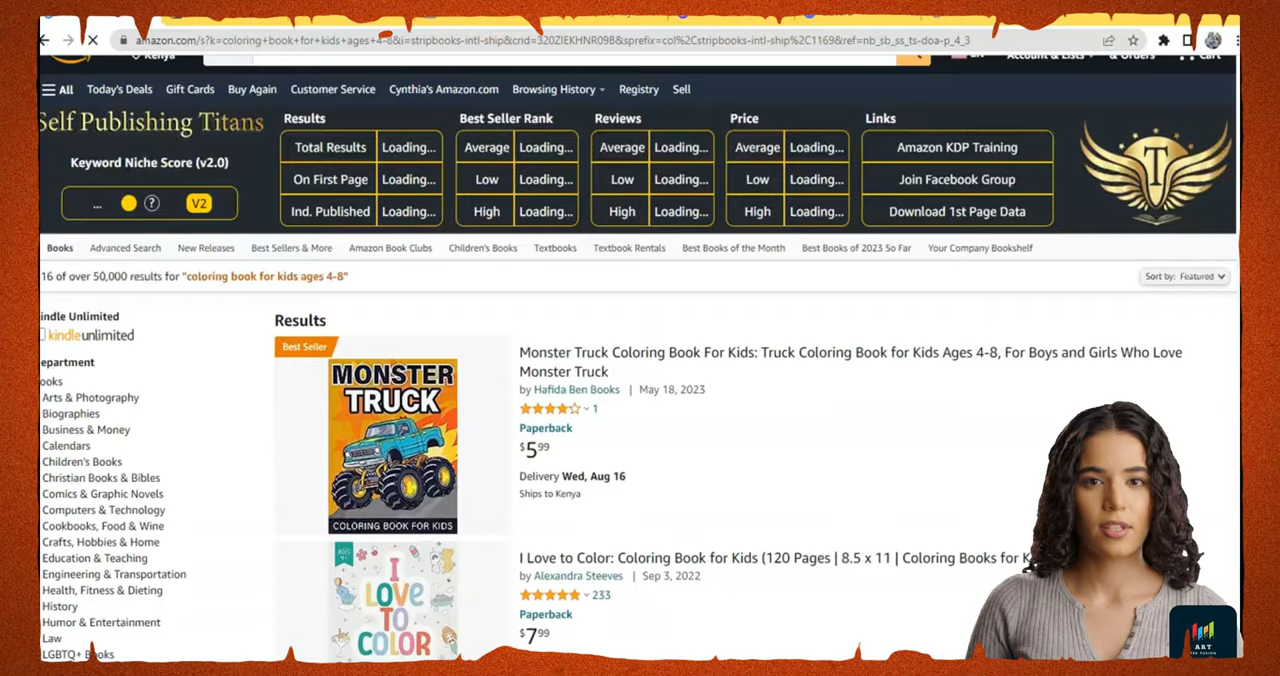 amazon.com/s?k=coloring+book+for+kids+ages+4-8&i=stripbooks-intl-ship&crid=320ZIEKHNR09B&sprefix=col%2Cstripbooks-intl-ship%2C1169&ref=nb_sb_ss_ts-doa-p_4_3
Kenya
Account & Lists & Orders Cart
All Today's Deals Gift Cards Buy Again Customer Service Cynthia's Amazon.com Browsing History Registry Sell
Self Publishing Titans
Keyword Niche Score (v2.0)
... ? V2
Results Best Seller Rank Reviews Price Links
Total Results Loading... Average Loading... Average Loading... Average Loading... Amazon KDP Training
On First Page Loading... Low Loading... Low Loading... Low Loading... Join Facebook Group
Ind. Published Loading... High Loading... High Loading... High Loading... Download 1st Page Data
T
Books Advanced Search New Releases Best Sellers & More Amazon Book Clubs Children's Books Textbooks Textbook Rentals Best Books of the Month Best Books of 2023 So Far Your Company Bookshelf
16 of over 50,000 results for "coloring book for kids ages 4-8"
Sort by: Featured
indle Unlimited
kindleunlimited
epartment
ooks
Arts & Photography
Biographies
Business & Money
Calendars
Children's Books
Christian Books & Bibles
Comics & Graphic Novels
Computers & Technology
Cookbooks, Food & Wine
Crafts, Hobbies & Home
Education & Teaching
Engineering & Transportation
Health, Fitness & Dieting
History
Humor & Entertainment
Law
LGBTQ+ Books
Results
Best Seller
MONSTER
TRUCK
COLORING BOOK FOR KIDS
Monster Truck Coloring Book For Kids: Truck Coloring Book for Kids Ages 4-8, For Boys and Girls Who Love
Monster Truck
by Hafida Ben Books | May 18, 2023
1
Paperback
$5 99
Delivery Wed, Aug 16
Ships to Kenya
AGES
I
LOVE
TO
COLOR
I Love to Color: Coloring Book for Kids (120 Pages | 8.5 x 11 | Coloring Books for K
by Alexandra Steeves | Sep 3, 2022
233
Paperback
$7 99
ART